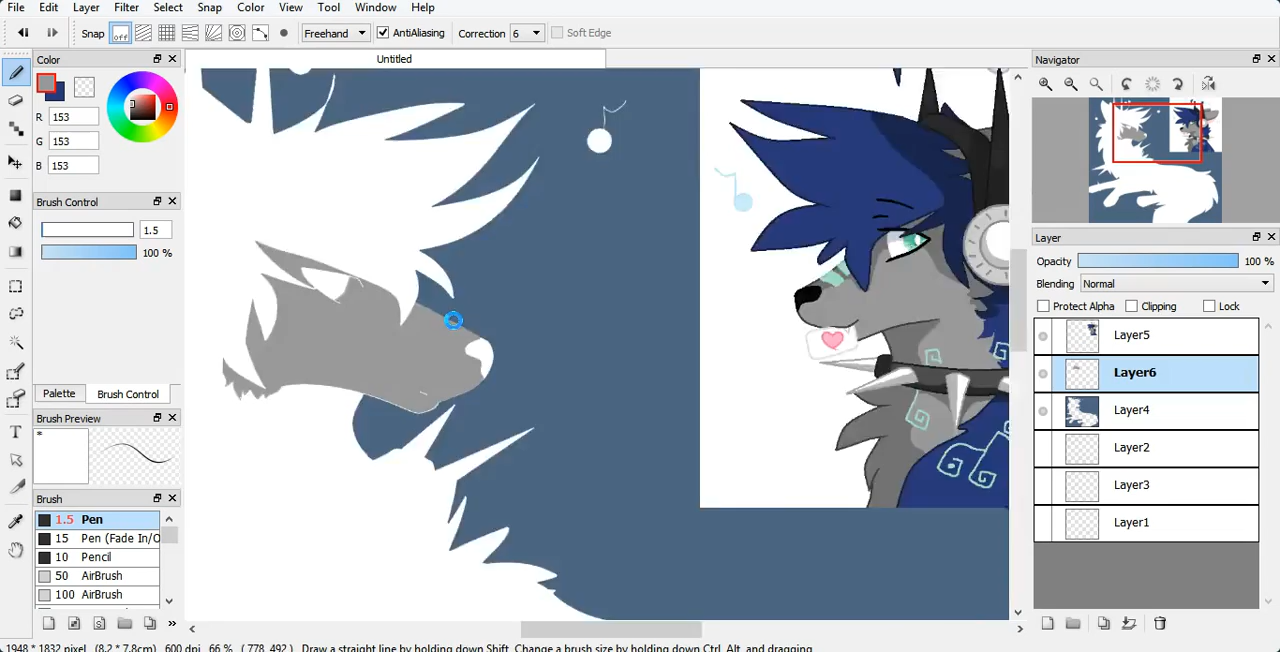 File Edit Layer Filter Select Snap Color View Tool Window Help
Snap off Freehand AntiAliasing Correction 6 Soft Edge
Untitled
Color
R 153
G 153
B 153
Brush Control
1.5
100 %
Palette Brush Control
Brush Preview
*
Brush
1.5 Pen
15 Pen (Fade In/O
10 Pencil
50 AirBrush
100 AirBrush
Navigator
Layer
Opacity 100 %
Blending Normal
Protect Alpha Clipping Lock
Layer5
Layer6
Layer4
Layer2
Layer3
Layer1
1948 * 1832 pixel (8.2 * 7.8cm) 600 dpi 66 % ( 778, 492 ) Draw a straight line by holding down Shift, Change a brush size by holding down Ctrl, Alt, and dragging